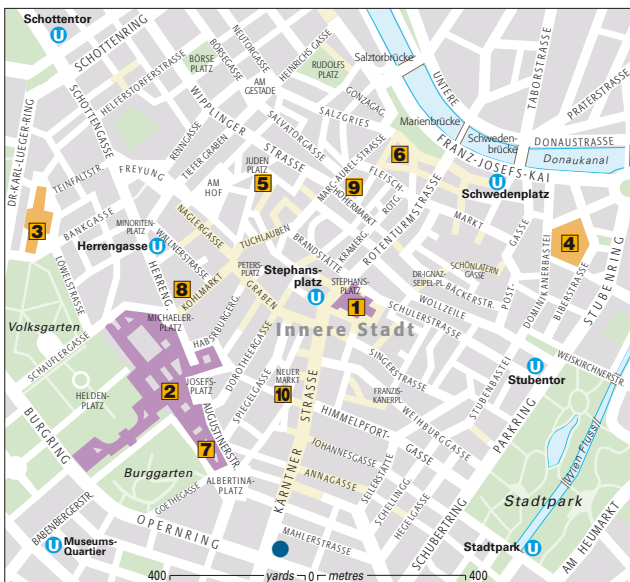 Schottentor
U
SCHOTTENRING
HELFERSTORFERSTRASSE
SCHOTTENGASSE
BÖRSE
PLATZ
BÖRSEGASSE
NEUTORGASSE
AM
GESTADE
HEINRICHS GASSE
RUDOLFS
PLATZ
GONZAGAG.
SALZGRIES
Salztorbrücke
UNTERE
Marienbrücke
Schweden-
brücke
TABORSTRASSE
PRATERSTRASSE
DONAUSTRASSE
Donaukanal
FRANZ-JOSEFS-KAI
U
Schwedenplatz
DR-KARL-LUEGER-RING
TEINFALTSTR.
FREYUNG
RENNGASSE
TIEFER GRABEN
WIPPLINGER
STRASSE
SALVATORGASSE
JUDEN
PLATZ
5
AM
HOF
MARC-AUREL-STRASSE
6
9
FLEISCH-
HOHERMARKT
ROTG.
KRAMERG.
ROTENTURMSTRASSE
MARKT
GASSE
3
BANKGASSE
MINORITEN-
PLATZ
Herrengasse
U
WALLNERSTRASSE
NAGLERGASSE
TUCHLAUBEN
BRANDSTÄTTE
PETERS-
PLATZ
Stephans-
platz
U
STEPHANS-
PLATZ
1
DR-IGNAZ-
SEIPEL-PL.
SCHÖNLATERN
GASSE
BÄCKERSTR.
POST-
DOMINIKANERBASTEI
4
BIBERSTRASSE
STUBENRING
LÖWELSTRASSE
8
HERRENG.
KOHLMARKT
GRABEN
WOLLZEILE
SCHULERSTRASSE
Innere Stadt
Volksgarten
SCHAUFLERGASSE
MICHAELER-
PLATZ
HABSRBURGERG.
DOROTHEERGASSE
SPIEGELGASSE
NEUER
MARKT
10
SINGERSTRASSE
FRANZIS-
KANERPL.
WEIHBURGGASSE
STUBENBASTEI
WEISKIRCHNERSTR.
U
Stubentor
HELDEN-
PLATZ
2
JOSEFS-
PLATZ
AUGUSTINERSTR.
7
BURGRING
Burggarten
ALBERTINA-
PLATZ
GOETHEGASSE
KÄRNTNER STRASSE
HIMMELPFORT-
GASSE
JOHANNESGASSE
ANNAGASSE
SEILERSTÄTTE
SCHELLINGG.
HEGELGASSE
PARKRING
SCHUBERTRING
(Wien Fluss)
Stadtpark
BABENBERGERSTR.
OPERNRING
MAHLERSTRASSE
U
Museums-
Quartier
Stadtpark
U
AM HEUMARKT
400 yards 0 metres 400